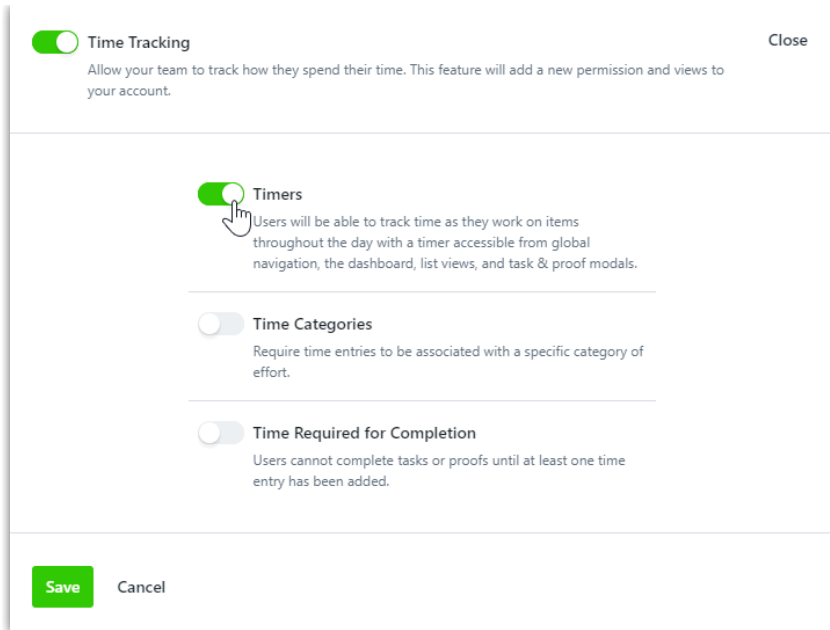 Time Tracking
Close
Allow your team to track how they spend their time. This feature will add a new permission and views to
your account.
Timers
Users will be able to track time as they work on items
throughout the day with a timer accessible from global
navigation, the dashboard, list views, and task & proof modals.
Time Categories
Require time entries to be associated with a specific category of
effort.
Time Required for Completion
Users cannot complete tasks or proofs until at least one time
entry has been added.
Save
Cancel